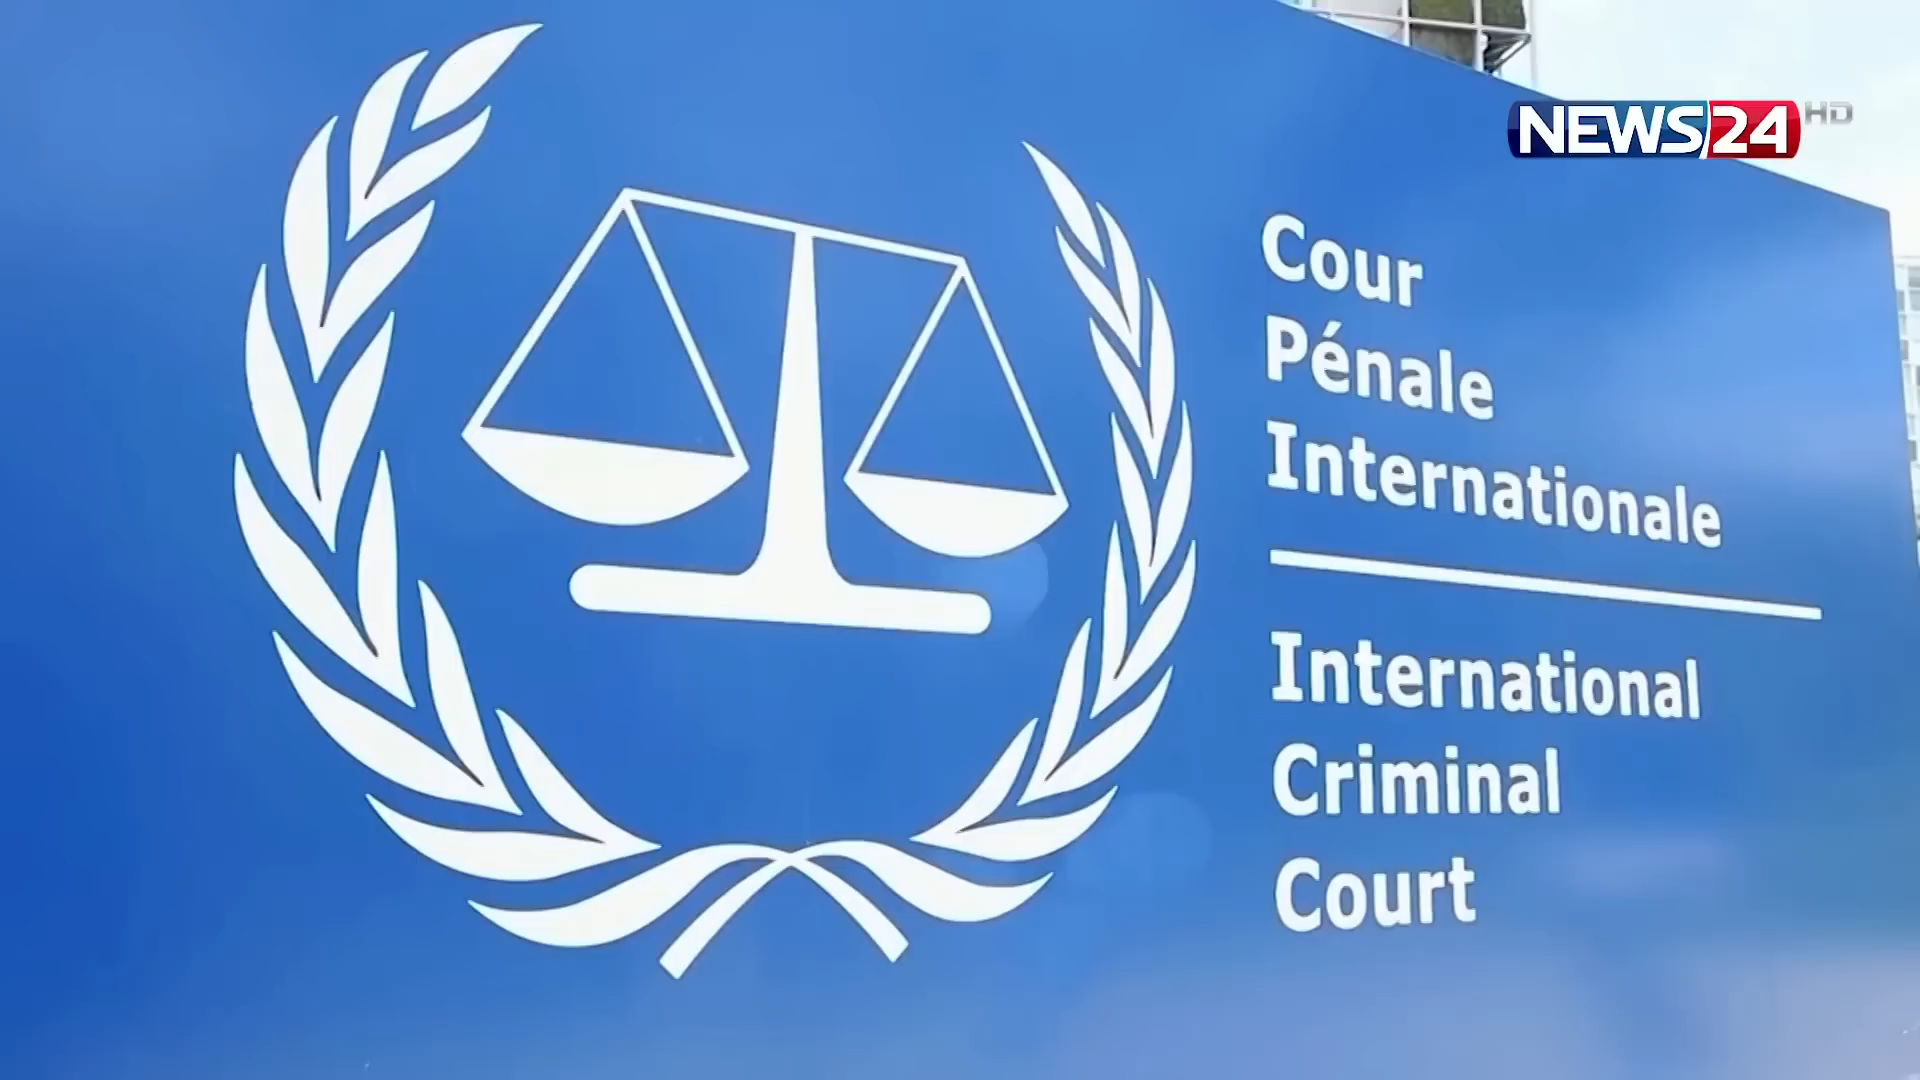 NEWS24 HD
Cour
Pénale
Internationale
International
Criminal
Court